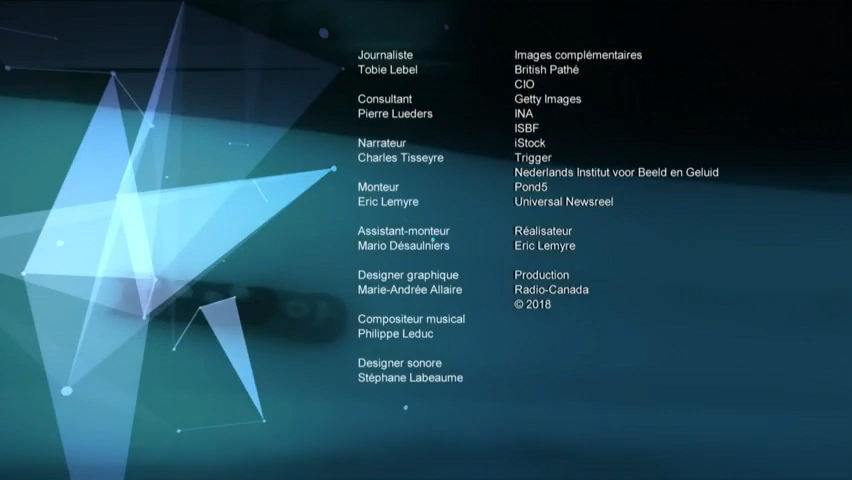 Journaliste
Tobie Lebel
Consultant
Pierre Lueders
Narrateur
Charles Tisseyre
Monteur
Eric Lemyre
Assistant-monteur
Mario Désaulniers
Designer graphique
Marie-Andrée Allaire
Compositeur musical
Philippe Leduc
Designer sonore
Stéphane Labeaume
Images complémentaires
British Pathé
CIO
Getty Images
INA
ISBF
iStock
Trigger
Nederlands Institut voor Beeld en Geluid
Pond5
Universal Newsreel
Réalisateur
Eric Lemyre
Production
Radio-Canada
© 2018